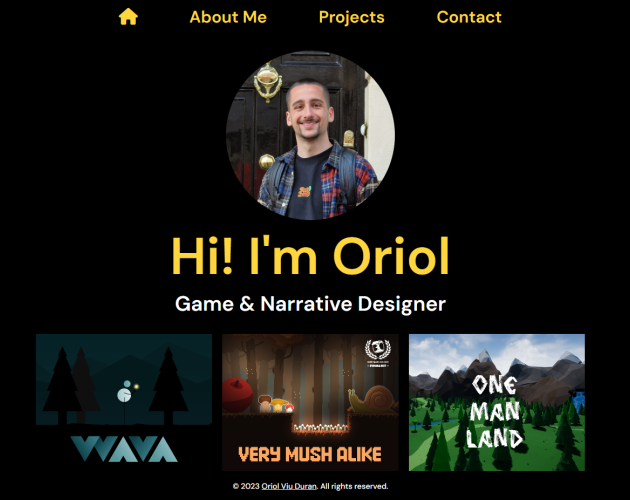 About Me Projects Contact
Hi! I'm Oriol
Game & Narrative Designer
WAVA
VERY MUSH ALIKE
ONE
MAN
LAND
© 2023 Oriol Viu Duran. All rights reserved.